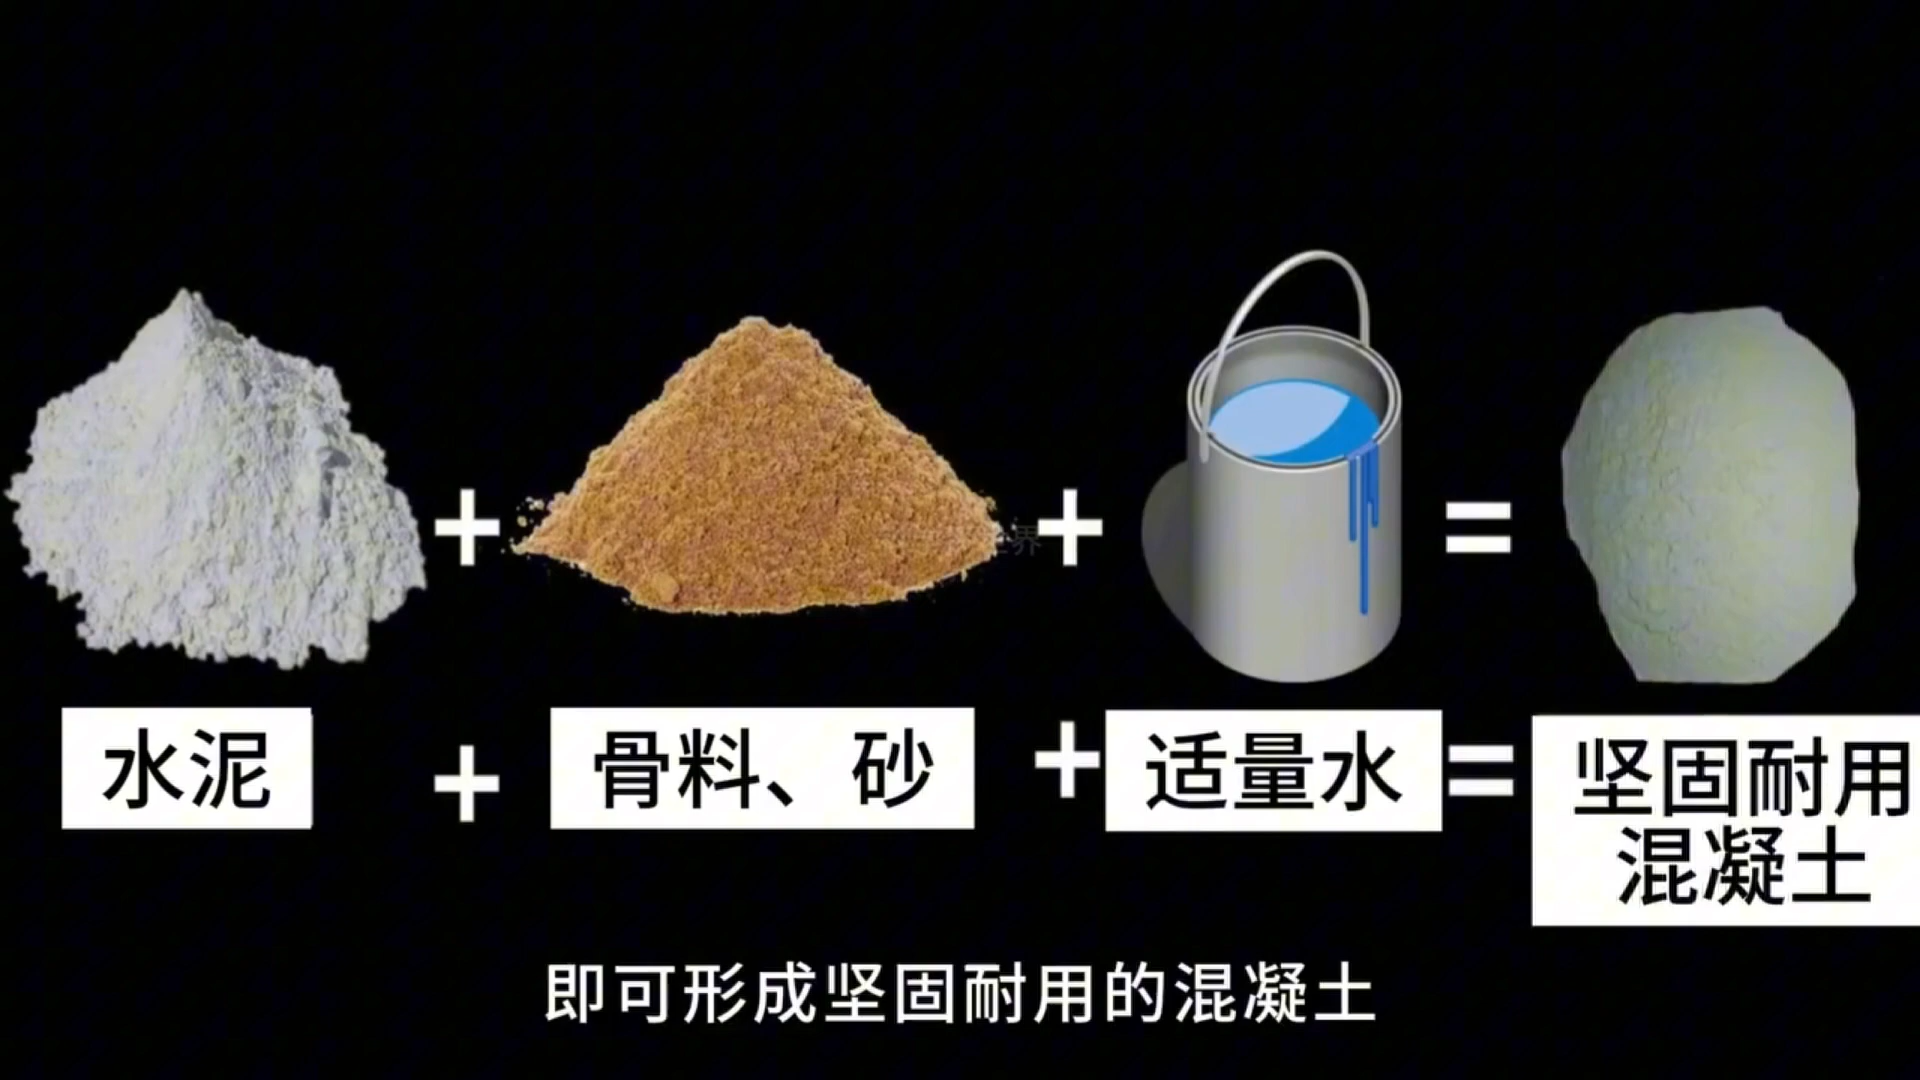 水泥
+
骨料、砂
+
适量水
=
坚固耐用
混凝土
即可形成坚固耐用的混凝土